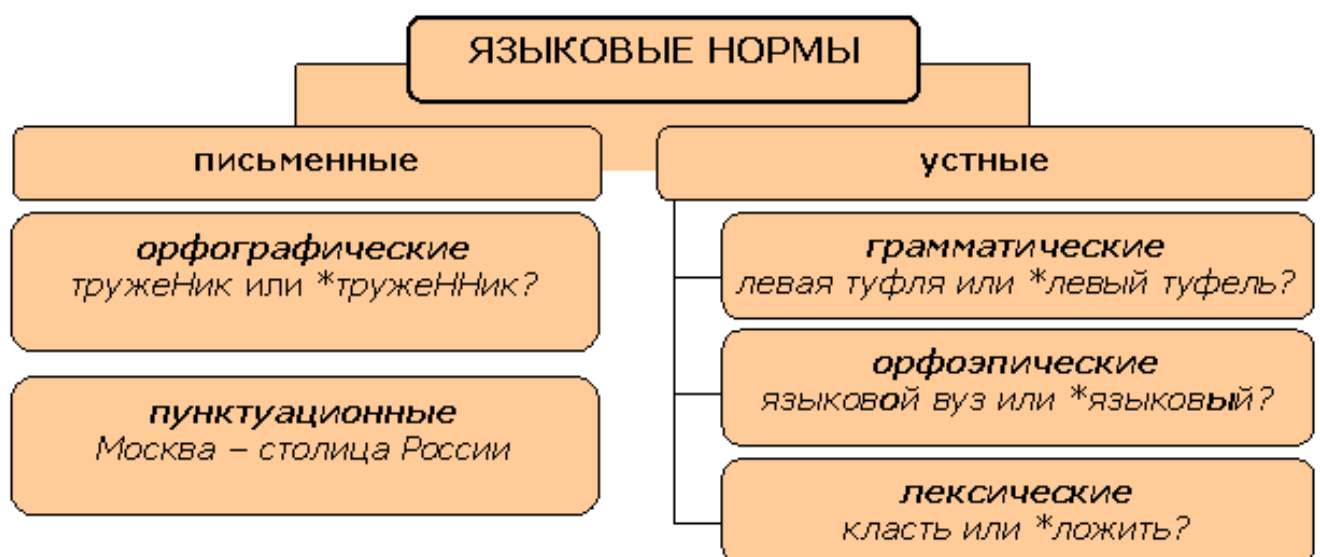 ЯЗЫКОВЫЕ НОРМЫ
письменные
орфографические
тружеНик или *тружеННик?
пунктуационные
Москва – столица России
устные
грамматические
левая туфля или *левый туфель?
орфоэпические
языковой вуз или *языковый?
лексические
класть или *ложить?